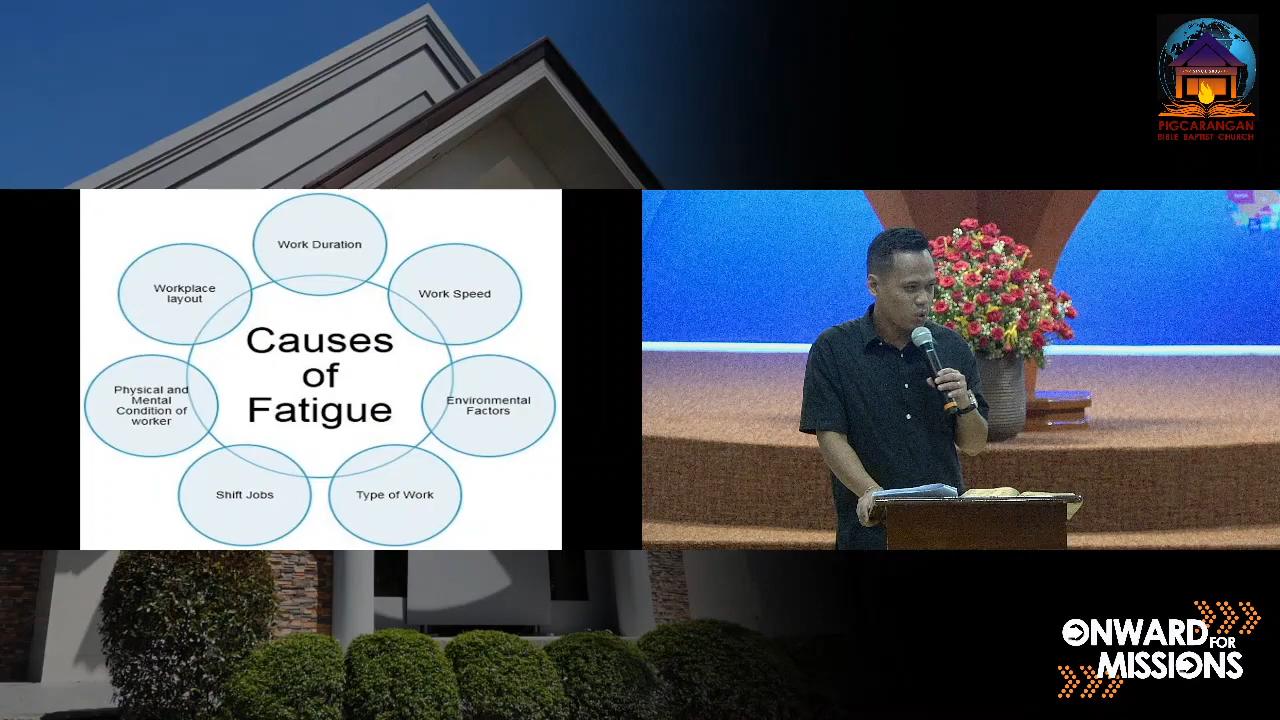 PIGCARANGAN
BIBLE BAPTIST CHURCH
Work Duration
Workplace
layout
Work Speed
Causes
of
Fatigue
Physical and
Mental
Condition of
worker
Environmental
Factors
Shift Jobs
Type of Work
ONWARD
FOR
MISSIONS